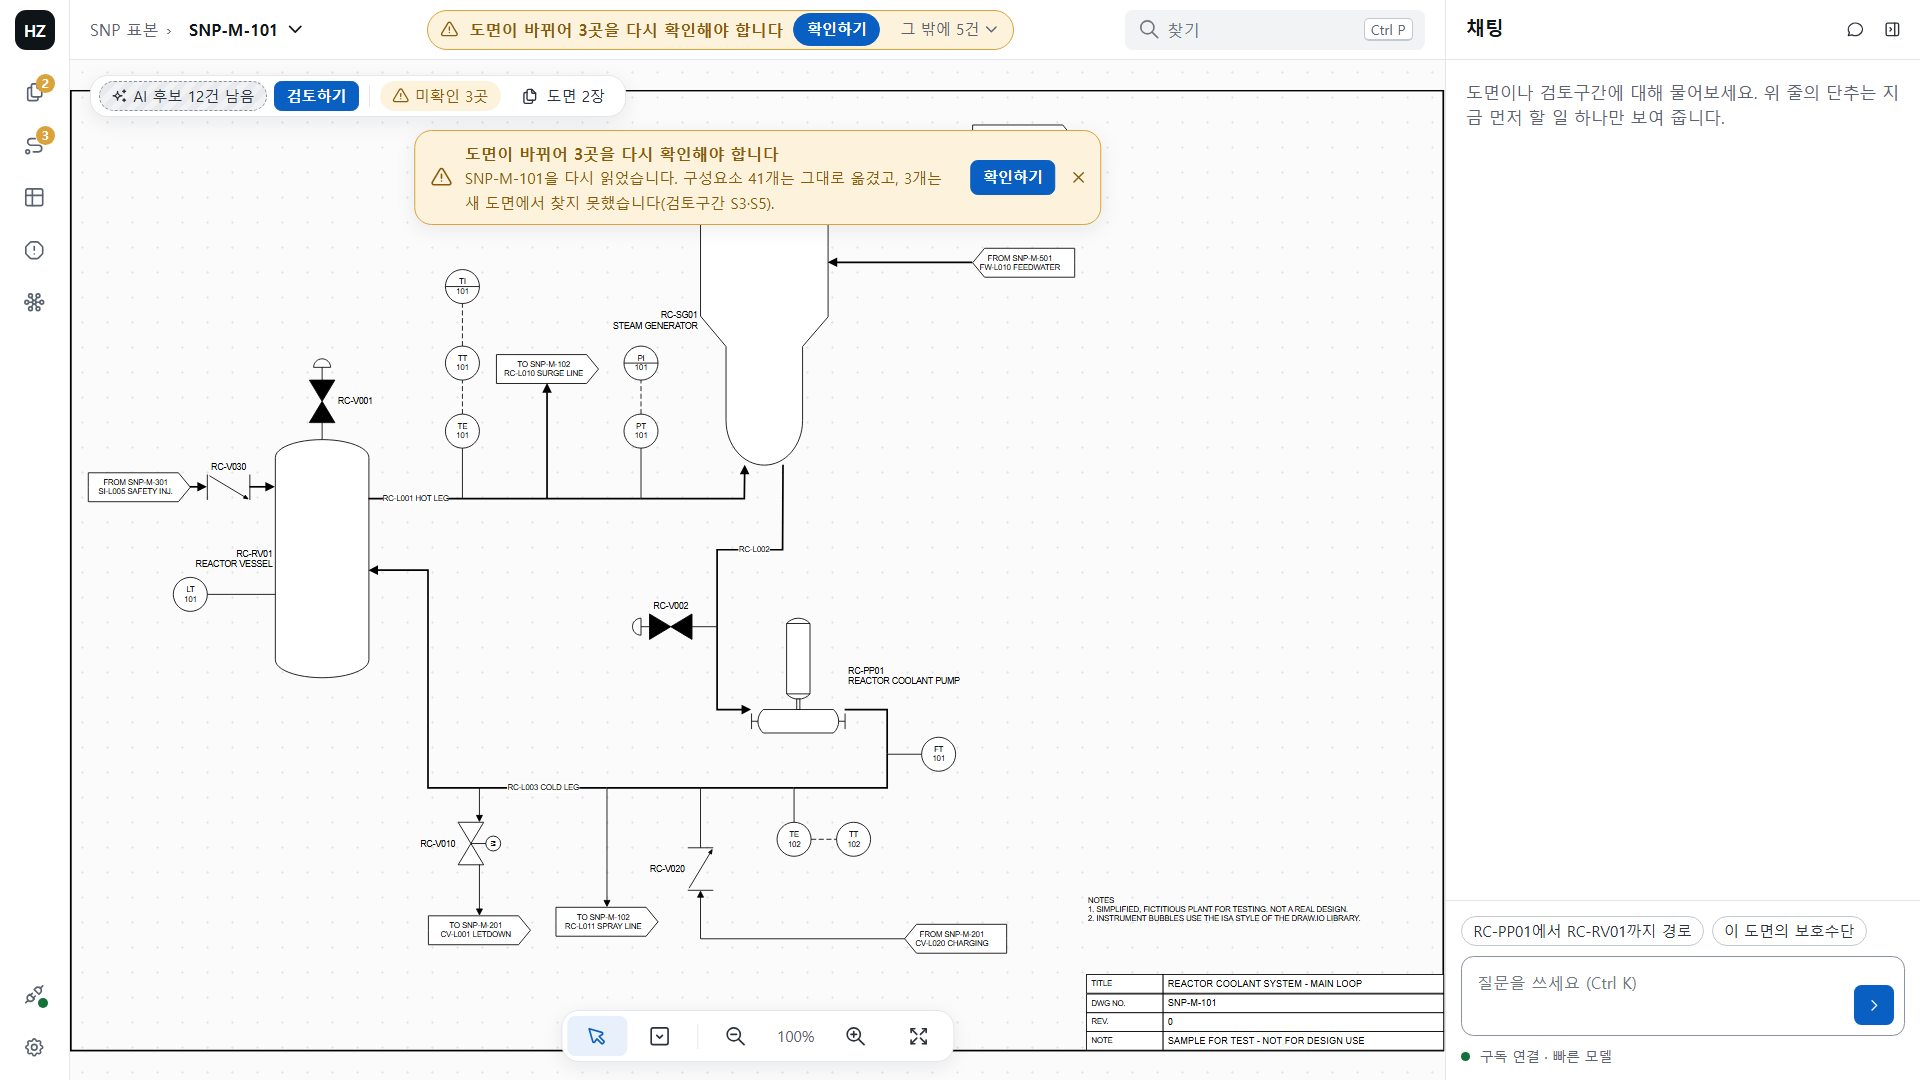 HZ
SNP 표본 ›
SNP-M-101
도면이 바뀌어 3곳을 다시 확인해야 합니다
확인하기
그 밖에 5건
찾기
Ctrl P
채팅
2
3
AI 후보 12건 남음
검토하기
미확인 3곳
도면 2장
도면이 바뀌어 3곳을 다시 확인해야 합니다
SNP-M-101을 다시 읽었습니다. 구성요소 41개는 그대로 옮겼고, 3개는
새 도면에서 찾지 못했습니다(검토구간 S3·S5).
확인하기
도면이나 검토구간에 대해 물어보세요. 위 줄의 단추는 지
금 먼저 할 일 하나만 보여 줍니다.
FROM SNP-M-501
FW-L010 FEEDWATER
TI
101
RC-SG01
STEAM GENERATOR
TT
101
TO SNP-M-102
RC-L010 SURGE LINE
PI
101
RC-V001
TE
101
PT
101
RC-V030
FROM SNP-M-301
SI-L005 SAFETY INJ.
RC-L001 HOT LEG
RC-L002
RC-RV01
REACTOR VESSEL
LT
101
RC-V002
RC-PP01
REACTOR COOLANT PUMP
FT
101
RC-L003 COLD LEG
TE
102
TT
102
RC-V010
M
RC-V020
TO SNP-M-201
CV-L001 LETDOWN
TO SNP-M-102
RC-L011 SPRAY LINE
FROM SNP-M-201
CV-L020 CHARGING
NOTES
1. SIMPLIFIED, FICTITIOUS PLANT FOR TESTING. NOT A REAL DESIGN.
2. INSTRUMENT BUBBLES USE THE ISA STYLE OF THE DRAW.IO LIBRARY.
TITLE REACTOR COOLANT SYSTEM - MAIN LOOP
DWG NO. SNP-M-101
REV. 0
NOTE SAMPLE FOR TEST - NOT FOR DESIGN USE
100%
RC-PP01에서 RC-RV01까지 경로
이 도면의 보호수단
질문을 쓰세요 (Ctrl K)
구독 연결 · 빠른 모델